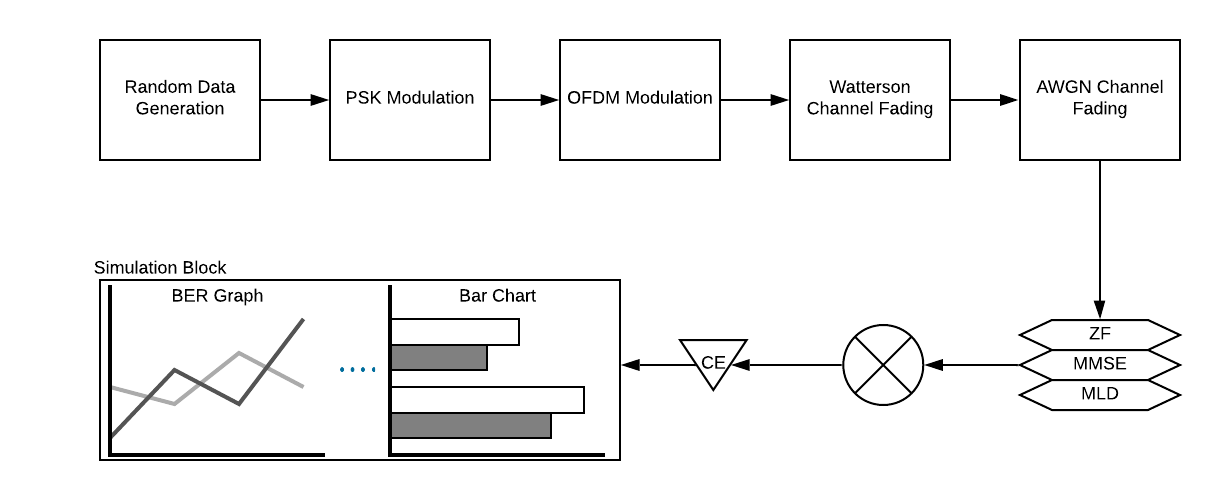 Random Data
Generation
PSK Modulation
OFDM Modulation
Watterson
Channel Fading
AWGN Channel
Fading
ZF
MMSE
MLD
CE
Simulation Block
BER Graph
Bar Chart